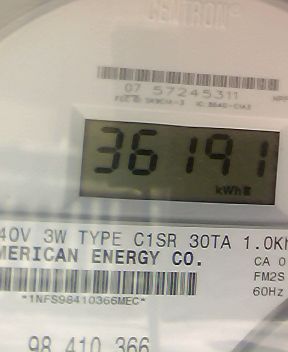 CENTRON®
07 57245311
36191
kWh
40V 3W TYPE C1SR 30TA 1.0Kh
MERICAN ENERGY CO.
CA 0
FM2S
60Hz
*1NFS98410366MEC*
98 410 366